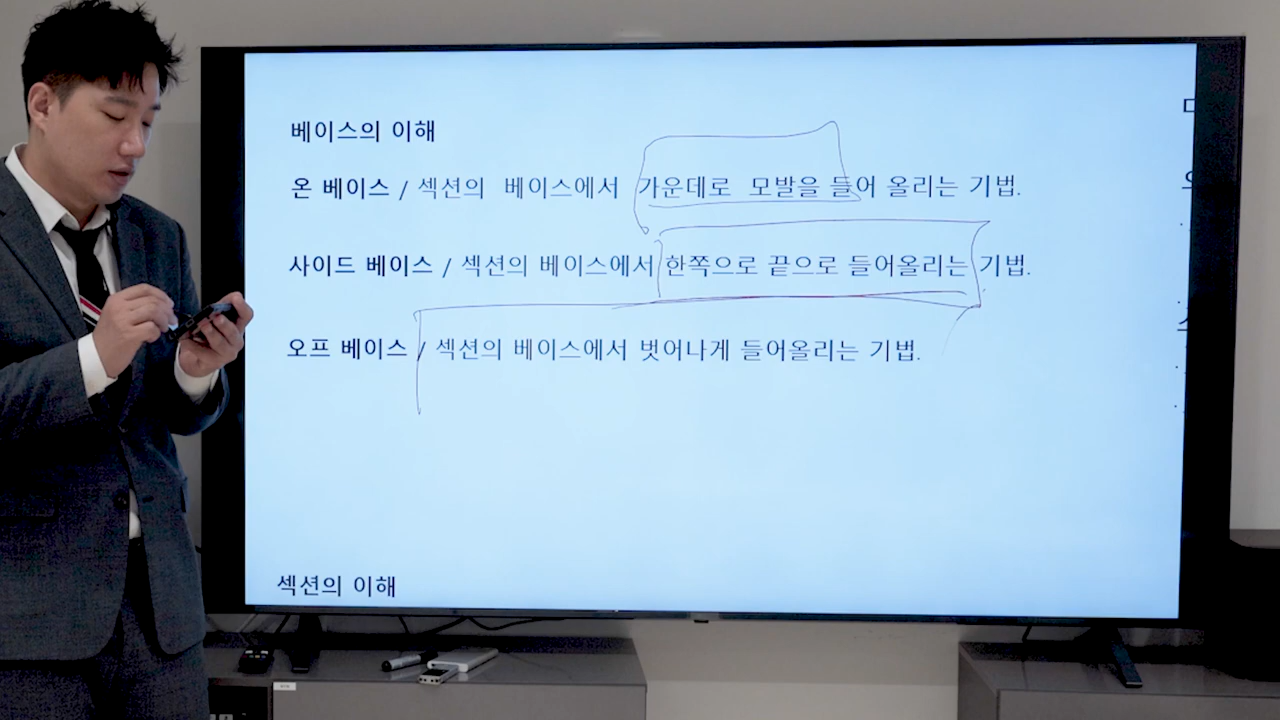 베이스의 이해
온 베이스 / 섹션의 베이스에서 가운데로 모발을 들어 올리는 기법.
사이드 베이스 / 섹션의 베이스에서 한쪽으로 끝으로 들어올리는 기법.
오프 베이스 / 섹션의 베이스에서 벗어나게 들어올리는 기법.
섹션의 이해